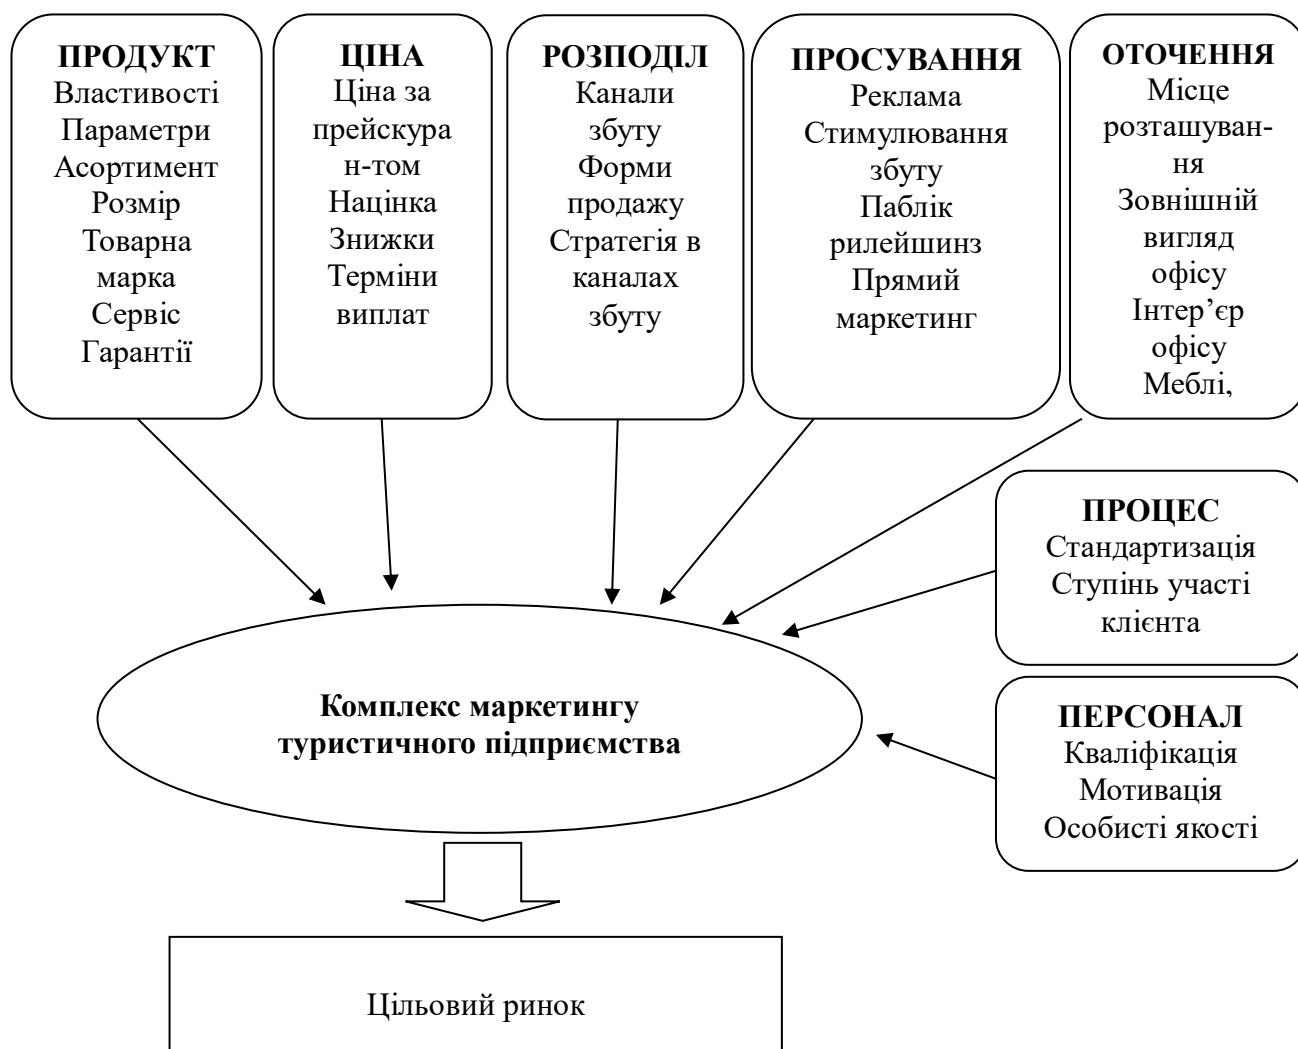 ПРОДУКТ
Властивості
Параметри
Асортимент
Розмір
Товарна
марка
Сервіс
Гарантії
ЦІНА
Ціна за
прейскура
н-том
Націнка
Знижки
Терміни
виплат
РОЗПОДІЛ
Канали
збуту
Форми
продажу
Стратегія в
каналах
збуту
ПРОСУВАННЯ
Реклама
Стимулювання
збуту
Паблік
рилейшинз
Прямий
маркетинг
ОТОЧЕННЯ
Місце
розташуван-
ня
Зовнішній
вигляд
офісу
Інтер’єр
офісу
Меблі,
ПРОЦЕС
Стандартизація
Ступінь участі
клієнта
ПЕРСОНАЛ
Кваліфікація
Мотивація
Особисті якості
Комплекс маркетингу
туристичного підприємства
Цільовий ринок